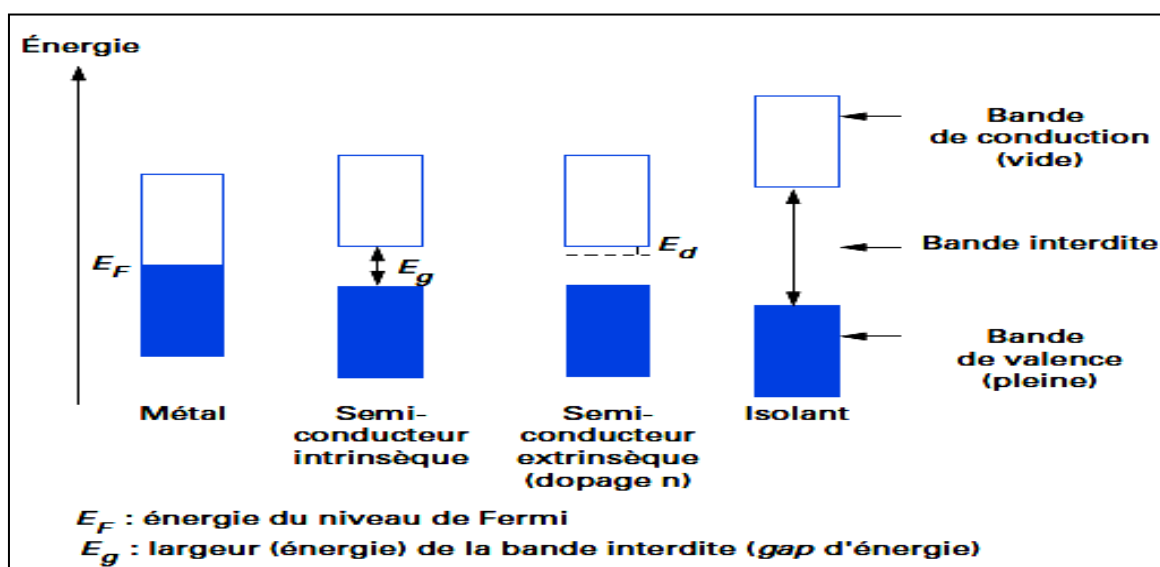 Énergie
E_F
E_g
E_d
Bande
de conduction
(vide)
Bande interdite
Bande
de valence
(pleine)
Métal
Semi-
conducteur
intrinsèque
Semi-
conducteur
extrinsèque
(dopage n)
Isolant
E_F : énergie du niveau de Fermi
E_g : largeur (énergie) de la bande interdite (gap d'énergie)